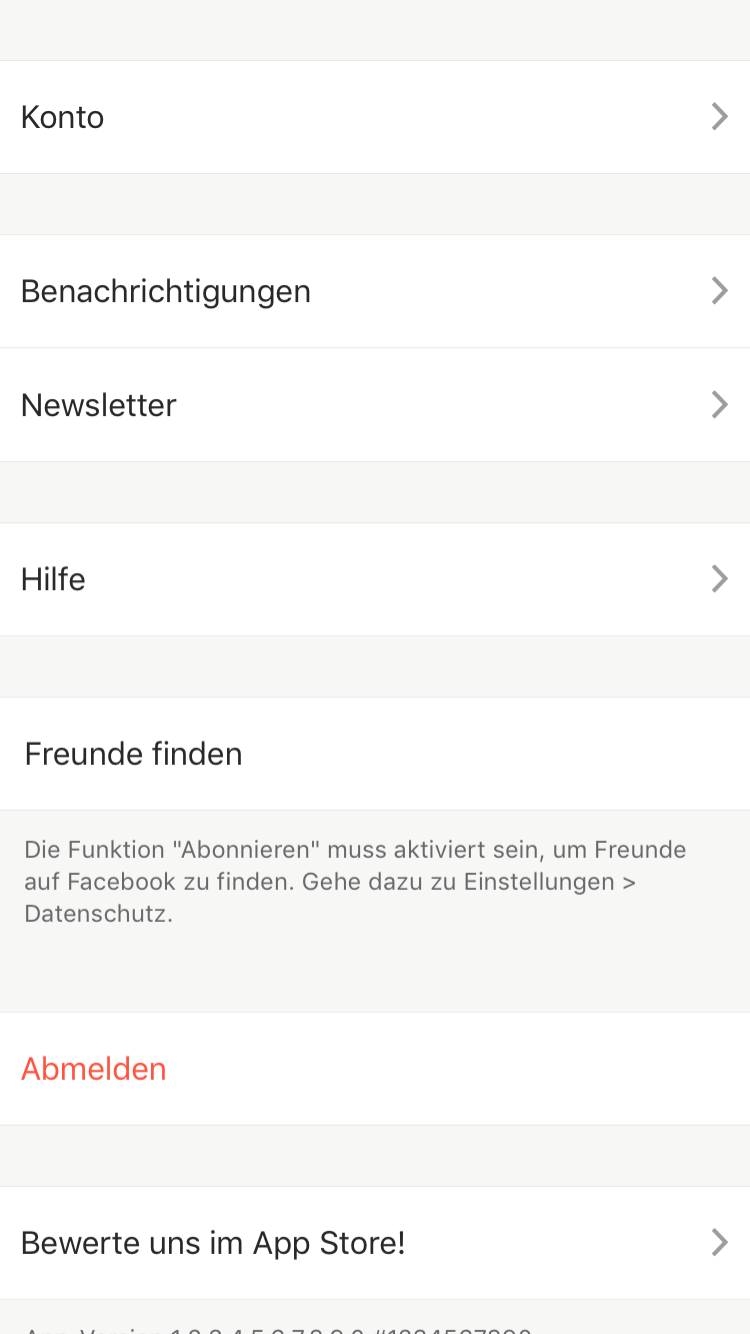 Konto
Benachrichtigungen
Newsletter
Hilfe
Freunde finden
Die Funktion "Abonnieren" muss aktiviert sein, um Freunde
auf Facebook zu finden. Gehe dazu zu Einstellungen >
Datenschutz.
Abmelden
Bewerte uns im App Store!